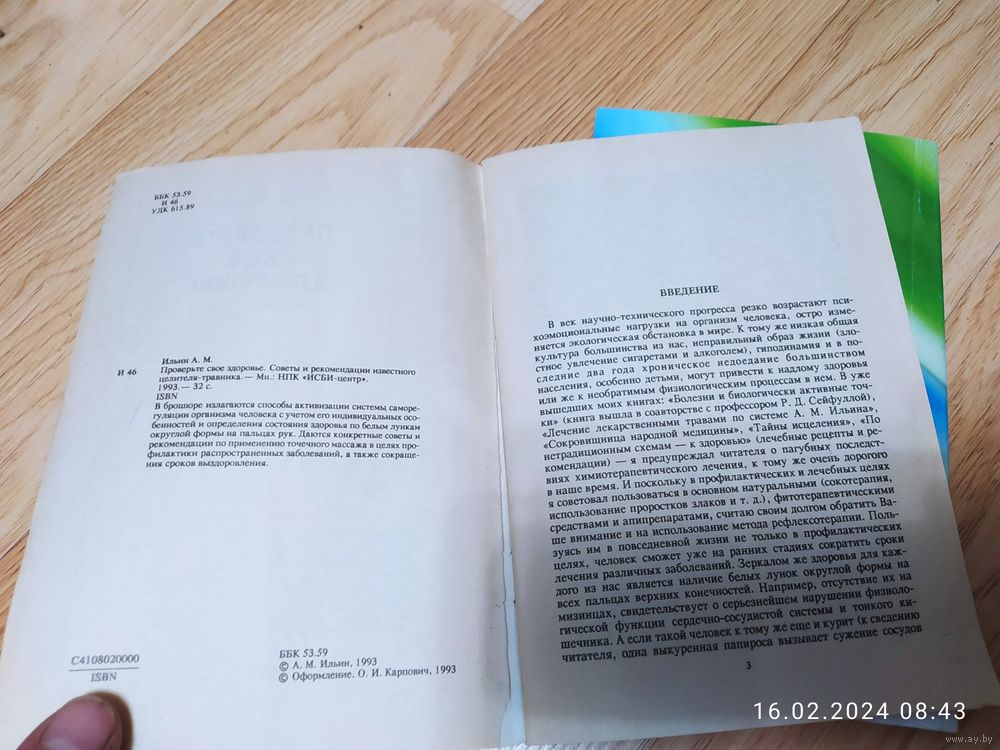 ББК 53.59
И 46
УДК 615.89
Ильин А. М.
И 46 Проверьте свое здоровье. Советы и рекомендации известного
целителя-травника.— Мн.: НПК «ИСБИ-центр».
1993.— 32 с.
ISBN
В брошюре излагаются способы активизации системы саморе-
гуляции организма человека с учетом его индивидуальных осо-
бенностей и определения состояния здоровья по белым лункам
округлой формы на пальцах рук. Даются конкретные советы и
рекомендации по применению точечного массажа в целях про-
филактики распространенных заболеваний, а также сокраще-
ния сроков выздоровления.
С4108020000
ISBN
ББК 53.59
© А. М. Ильин, 1993
© Оформление. О. И. Карпович, 1993
ВВЕДЕНИЕ
В век научно-технического прогресса резко возрастают пси-
хоэмоциональные нагрузки на организм человека, остро изме-
няется экологическая обстановка в мире. К тому же низкая общая
культура большинства из нас, неправильный образ жизни (зло-
стное увлечение сигаретами и алкоголем), гиподинамия и в по-
следние два года хроническое недоедание большинством
населения, особенно детьми, могут привести к надлому здоровья
или же к необратимым физиологическим процессам в нем. В уже
вышедших моих книгах: «Болезни и биологически активные точ-
ки» (книга вышла в соавторстве с профессором Р. Д. Сейфуллой),
«Лечение лекарственными травами по системе А. М. Ильина»,
«Сокровищница народной медицины», «Тайны исцеления», «По
нетрадиционным схемам — к здоровью» (лечебные рецепты и ре-
комендации) — я предупреждал читателя о пагубных последст-
виях химиотерапевтического лечения, к тому же очень дорогого
в наше время. И поскольку в профилактических и лечебных целях
я советовал пользоваться в основном натуральными (сокотерапия,
использование проростков злаков и т. д.), фитотерапевтическими
средствами и апипрепаратами, считаю своим долгом обратить Ва-
ше внимание и на использование метода рефлексотерапии. Поль-
зуясь им в повседневной жизни не только в профилактических
целях, человек сможет уже на ранних стадиях сократить сроки
лечения различных заболеваний. Зеркалом же здоровья для каж-
дого из нас является наличие белых лунок округлой формы на
всех пальцах верхних конечностей. Например, отсутствие их на
мизинцах, свидетельствует о серьезнейшем нарушении физиоло-
гической функции сердечно-сосудистой системы и тонкого ки-
шечника. А если такой человек к тому же еще и курит (к сведению
читателя, одна выкуренная папироса вызывает сужение сосудов
3
16.02.2024 08:43
www.ay.by